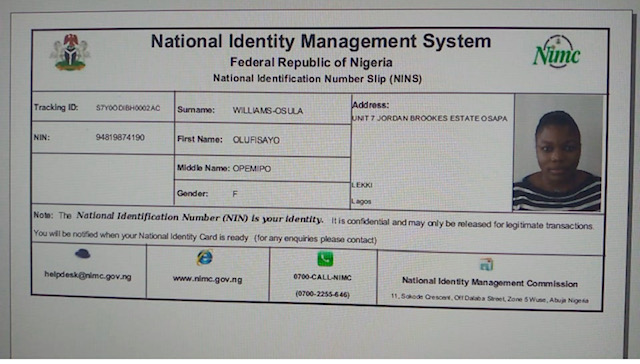 National Identity Management System
Federal Republic of Nigeria
National Identification Number Slip (NINS)
Nimc
Tracking ID: S7Y0ODIBH0002AC
Surname: WILLIAMS-OSULA
Address:
UNIT 7 JORDAN BROOKES ESTATE OSAPA
NIN: 94819874190
First Name: OLUFISAYO
Middle Name: OPEMIPO
Gender: F
LEKKI
Lagos
Note: The National Identification Number (NIN) is your identity. It is confidential and may only be released for legitimate transactions.
You will be notified when your National Identity Card is ready (for any enquiries please contact)
helpdesk@nimc.gov.ng
www.nimc.gov.ng
0700-CALL-NIMC
(0700-2255-646)
National Identity Management Commission
11, Sokode Crescent, Off Dalaba Street, Zone 5 Wuse, Abuja Nigeria